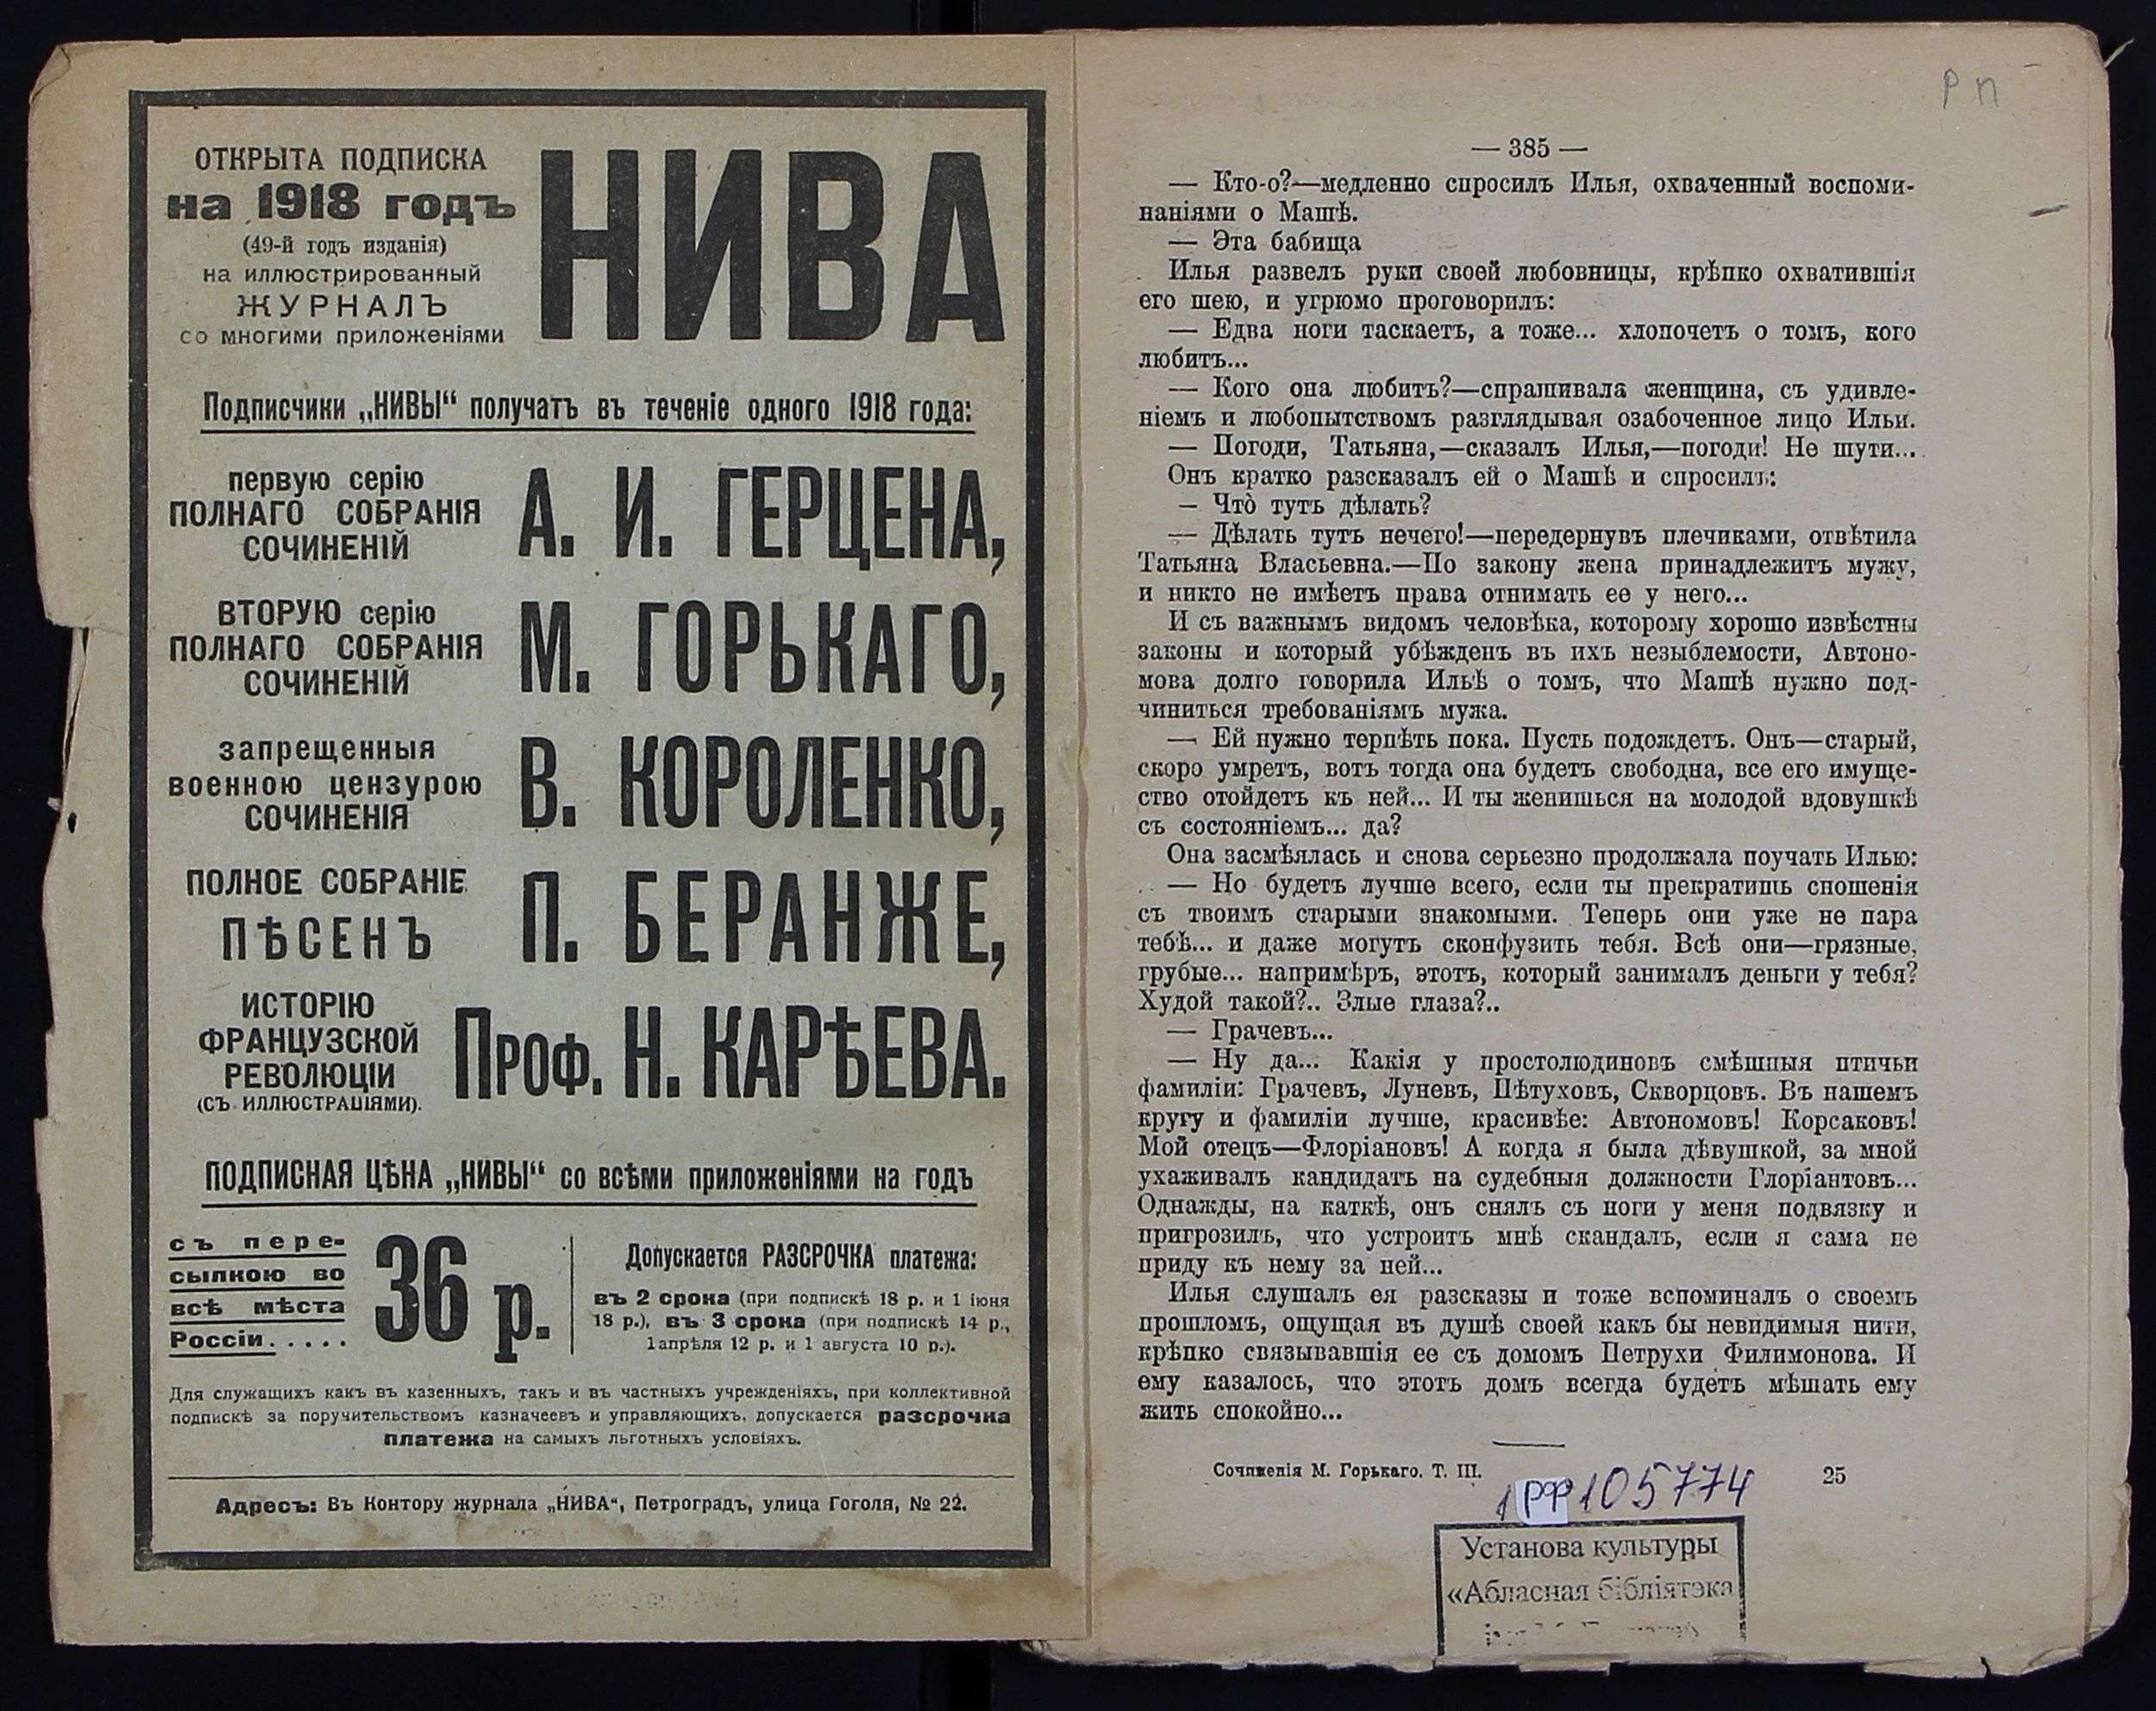 ОТКРЫТА ПОДПИСКА
на 1918 годъ
(49-й годъ изданія)
на иллюстрированный
ЖУРНАЛЪ
со многими приложеніями
НИВА
Подписчики „НИВЫ“ получатъ въ теченіе одного 1918 года:
первую серію
ПОЛНАГО СОБРАНІЯ
СОЧИНЕНІЙ
А. И. ГЕРЦЕНА,
ВТОРУЮ серію
ПОЛНАГО СОБРАНІЯ
СОЧИНЕНІЙ
М. ГОРЬКАГО,
запрещенныя
военною цензурою
СОЧИНЕНІЯ
В. КОРОЛЕНКО,
ПОЛНОЕ СОБРАНІЕ
ПѢСЕНЪ
П. БЕРАНЖЕ,
ИСТОРІЮ
ФРАНЦУЗСКОЙ
РЕВОЛЮЦІИ
(СЪ ИЛЛЮСТРАЦІЯМИ).
Проф. Н. КАРѢЕВА.
ПОДПИСНАЯ ЦѢНА „НИВЫ“ со всѣми приложеніями на годъ
съ пере-
сылкою во
всѣ мѣста
Россіи.....
36 р.
Допускается РАЗСРОЧКА платежа:
въ 2 срока (при подпискѣ 18 р. и 1 іюня
18 р.), въ 3 срока (при подпискѣ 14 р.,
1 апрѣля 12 р. и 1 августа 10 р.).
Для служащихъ какъ въ казенныхъ, такъ и въ частныхъ учрежденіяхъ, при коллективной
подпискѣ за поручительствомъ казначеевъ и управляющихъ, допускается разсрочка
платежа на самыхъ льготныхъ условіяхъ.
Адресъ: Въ Контору журнала „НИВА“, Петроградъ, улица Гоголя, № 22.
РП
— 385 —
— Кто-о?—медленно спросилъ Илья, охваченный воспоми-
наніями о Машѣ.
— Эта бабища
Илья развелъ руки своей любовницы, крѣпко охватившія
его шею, и угрюмо проговорилъ:
— Едва ноги таскаетъ, а тоже... хлопочетъ о томъ, кого
любитъ...
— Кого она любитъ?—спрашивала женщина, съ удивле-
ніемъ и любопытствомъ разглядывая озабоченное лицо Ильи.
— Погоди, Татьяна,—сказалъ Илья,—погоди! Не шути...
Онъ кратко разсказалъ ей о Машѣ и спросилъ:
– Что̀ тутъ дѣлать?
— Дѣлать тутъ нечего!—передернувъ плечиками, отвѣтила
Татьяна Власьевна.—По закону жена принадлежитъ мужу,
и никто не имѣетъ права отнимать ее у него...
И съ важнымъ видомъ человѣка, которому хорошо извѣстны
законы и который убѣжденъ въ ихъ незыблемости, Автоно-
мова долго говорила Ильѣ о томъ, что Машѣ нужно под-
чиниться требованіямъ мужа.
— Ей нужно терпѣть пока. Пусть подождетъ. Онъ—старый,
скоро умретъ, вотъ тогда она будетъ свободна, все его имуще-
ство отойдетъ къ ней... И ты женишься на молодой вдовушкѣ
съ состояніемъ... да?
Она засмѣялась и снова серьезно продолжала поучать Илью:
— Но будетъ лучше всего, если ты прекратишь сношенія
съ твоимъ старыми знакомыми. Теперь они уже не пара
тебѣ... и даже могутъ сконфузить тебя. Всѣ они—грязные,
грубые... напримѣръ, этотъ, который занималъ деньги у тебя?
Худой такой?.. Злые глаза?..
— Грачевъ...
— Ну да... Какія у простолюдиновъ смѣшныя птичьи
фамиліи: Грачевъ, Луневъ, Пѣтуховъ, Скворцовъ. Въ нашемъ
кругу и фамиліи лучше, красивѣе: Автономовъ! Корсаковъ!
Мой отецъ—Флоріановъ! А когда я была дѣвушкой, за мной
ухаживалъ кандидатъ на судебныя должности Глоріантовъ...
Однажды, на каткѣ, онъ снялъ съ ноги у меня подвязку и
пригрозилъ, что устроитъ мнѣ скандалъ, если я сама не
приду къ нему за ней...
Илья слушалъ ея разсказы и тоже вспоминалъ о своемъ
прошломъ, ощущая въ душѣ своей какъ бы невидимыя нити,
крѣпко связывавшія ее съ домомъ Петрухи Филимонова. И
ему казалось, что этотъ домъ всегда будетъ мѣшать ему
жить спокойно...
Сочиненія М. Горькаго. Т. III.
25
1РФ105774
Установа культуры
«Абласная бібліятэка